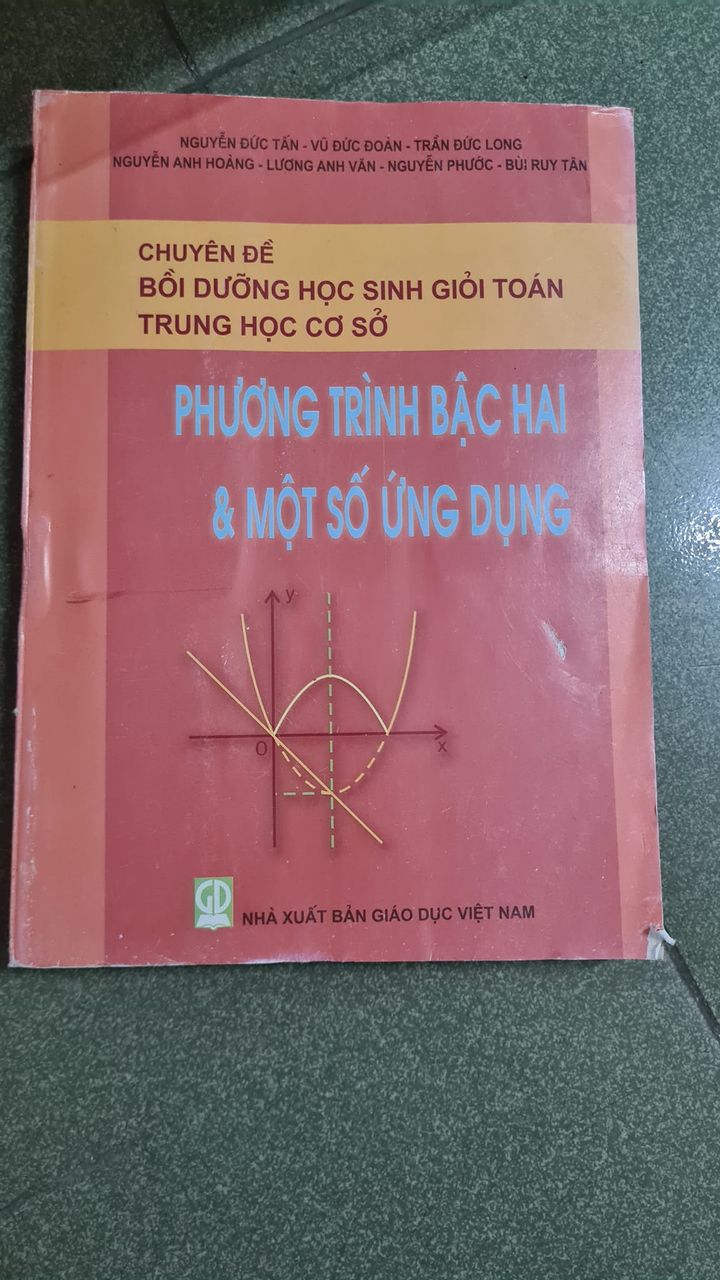 NGUYỄN ĐỨC TẤN - VŨ ĐỨC ĐOÀN - TRẦN ĐỨC LONG
NGUYỄN ANH HOÀNG - LƯƠNG ANH VĂN - NGUYỄN PHƯỚC - BÙI RUY TÂN
CHUYÊN ĐỀ
BỒI DƯỠNG HỌC SINH GIỎI TOÁN
TRUNG HỌC CƠ SỞ
PHƯƠNG TRÌNH BẬC HAI
& MỘT SỐ ỨNG DỤNG
y
O
x
GD
NHÀ XUẤT BẢN GIÁO DỤC VIỆT NAM